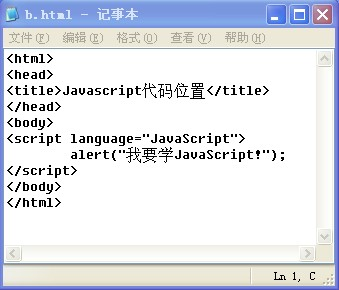 b.html - 记事本
文件(F) 编辑(E) 格式(O) 查看(V) 帮助(H)
<html>
<head>
<title>Javascript代码位置</title>
</head>
<body>
<script language="JavaScript">
        alert("我要学JavaScript!");
</script>
</body>
</html>
Ln 1, C